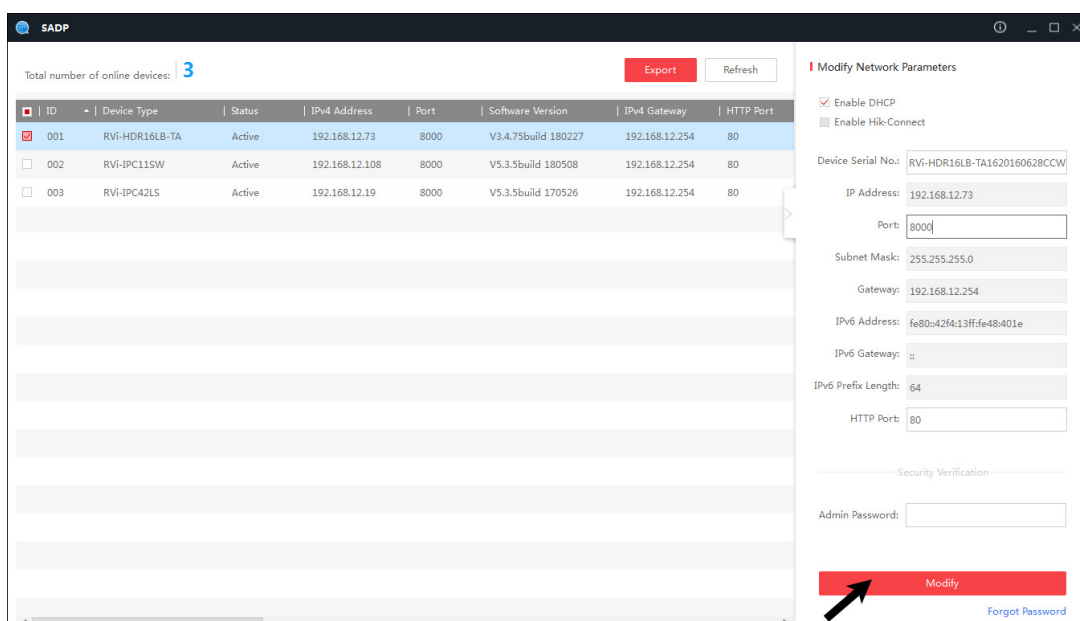 SADP
Total number of online devices: 3
Export
Refresh
ID | Device Type | Status | IPv4 Address | Port | Software Version | IPv4 Gateway | HTTP Port
001 RVi-HDR16LB-TA Active 192.168.12.73 8000 V3.4.75build 180227 192.168.12.254 80
002 RVi-IPC11SW Active 192.168.12.108 8000 V5.3.5build 180508 192.168.12.254 80
003 RVi-IPC42LS Active 192.168.12.19 8000 V5.3.5build 170526 192.168.12.254 80
Modify Network Parameters
Enable DHCP
Enable Hik-Connect
Device Serial No.: RVi-HDR16LB-TA1620160628CCW
IP Address: 192.168.12.73
Port: 8000
Subnet Mask: 255.255.255.0
Gateway: 192.168.12.254
IPv6 Address: fe80::42f4:13ff:fe48:401e
IPv6 Gateway: ::
IPv6 Prefix Length: 64
HTTP Port: 80
Security Verification
Admin Password:
Modify
Forgot Password